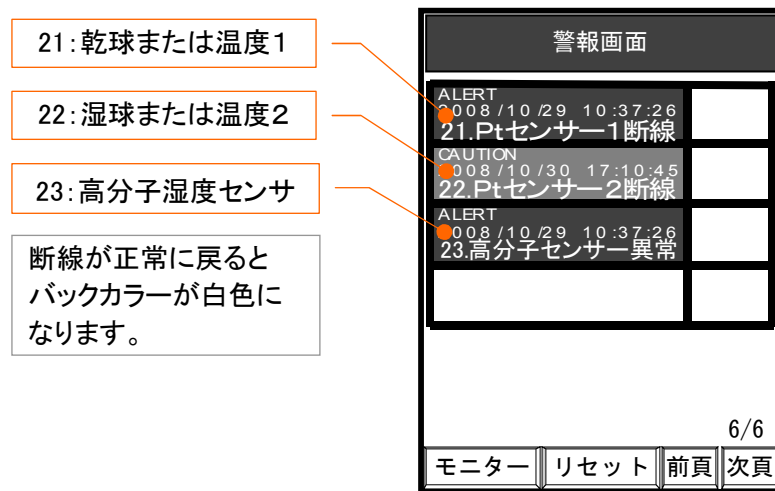 21:乾球または温度1
22:湿球または温度2
23:高分子湿度センサ
断線が正常に戻ると
バックカラーが白色に
なります。
警報画面
ALERT
2008/10/29 10:37:26
21.Ptセンサー1断線
CAUTION
2008/10/30 17:10:45
22.Ptセンサー2断線
ALERT
2008/10/29 10:37:26
23.高分子センサー異常
6/6
モニター リセット 前頁 次頁